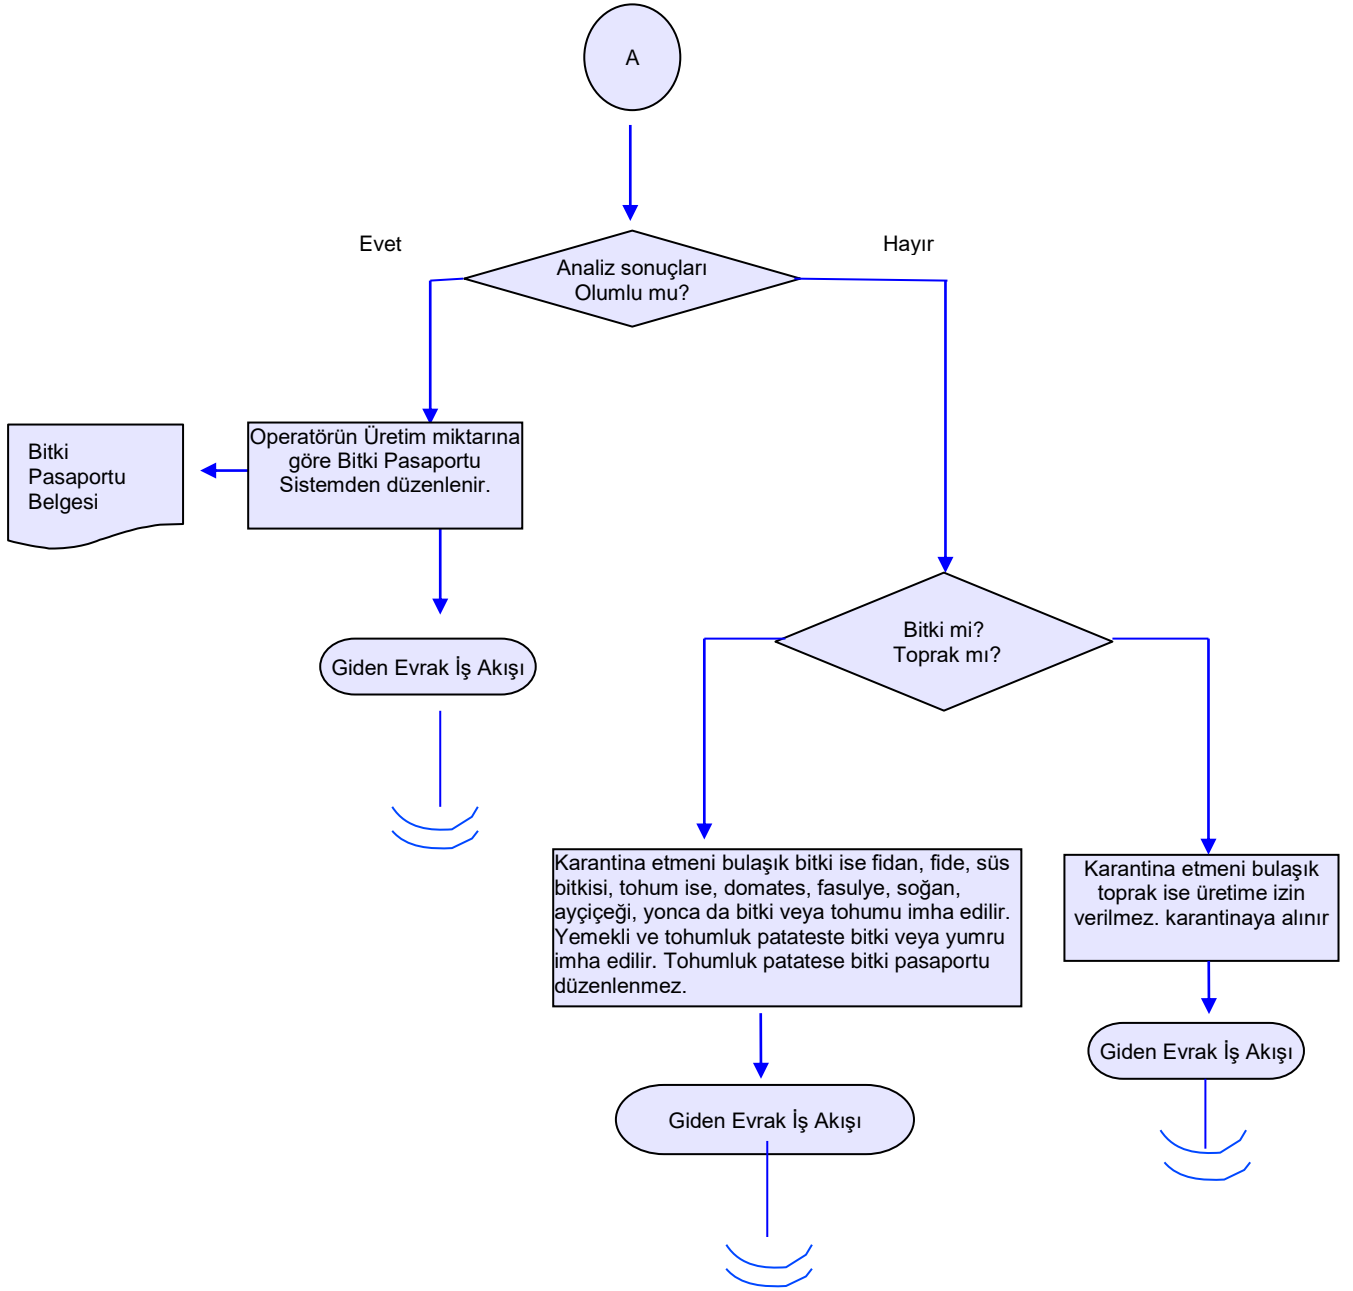 A
Evet
Hayır
Analiz sonuçları
Olumlu mu?
Bitki
Pasaportu
Belgesi
Operatörün Üretim miktarına
göre Bitki Pasaportu
Sistemden düzenlenir.
Giden Evrak İş Akışı
Bitki mi?
Toprak mı?
Karantina etmeni bulaşık bitki ise fidan, fide, süs
bitkisi, tohum ise, domates, fasulye, soğan,
ayçiçeği, yonca da bitki veya tohumu imha edilir.
Yemekli ve tohumluk patateste bitki veya yumru
imha edilir. Tohumluk patatese bitki pasaportu
düzenlenmez.
Karantina etmeni bulaşık
toprak ise üretime izin
verilmez. karantinaya alınır
Giden Evrak İş Akışı
Giden Evrak İş Akışı